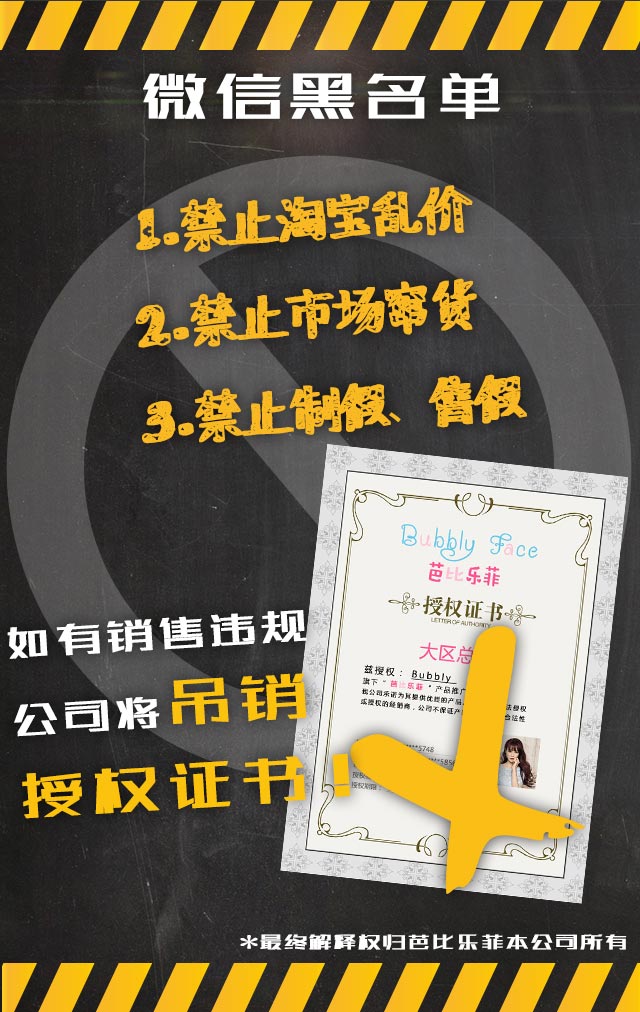 微信黑名单
1.禁止淘宝乱价
2.禁止市场窜货
3.禁止制假、售假
Bubbly Face
芭比乐菲
授权证书
LETTER OF AUTHORITY
大区总
兹授权： Bubbly
旗下“芭比乐菲”产品推广
如有销售违规
公司将吊销
授权证书！
*最终解释权归芭比乐菲本公司所有